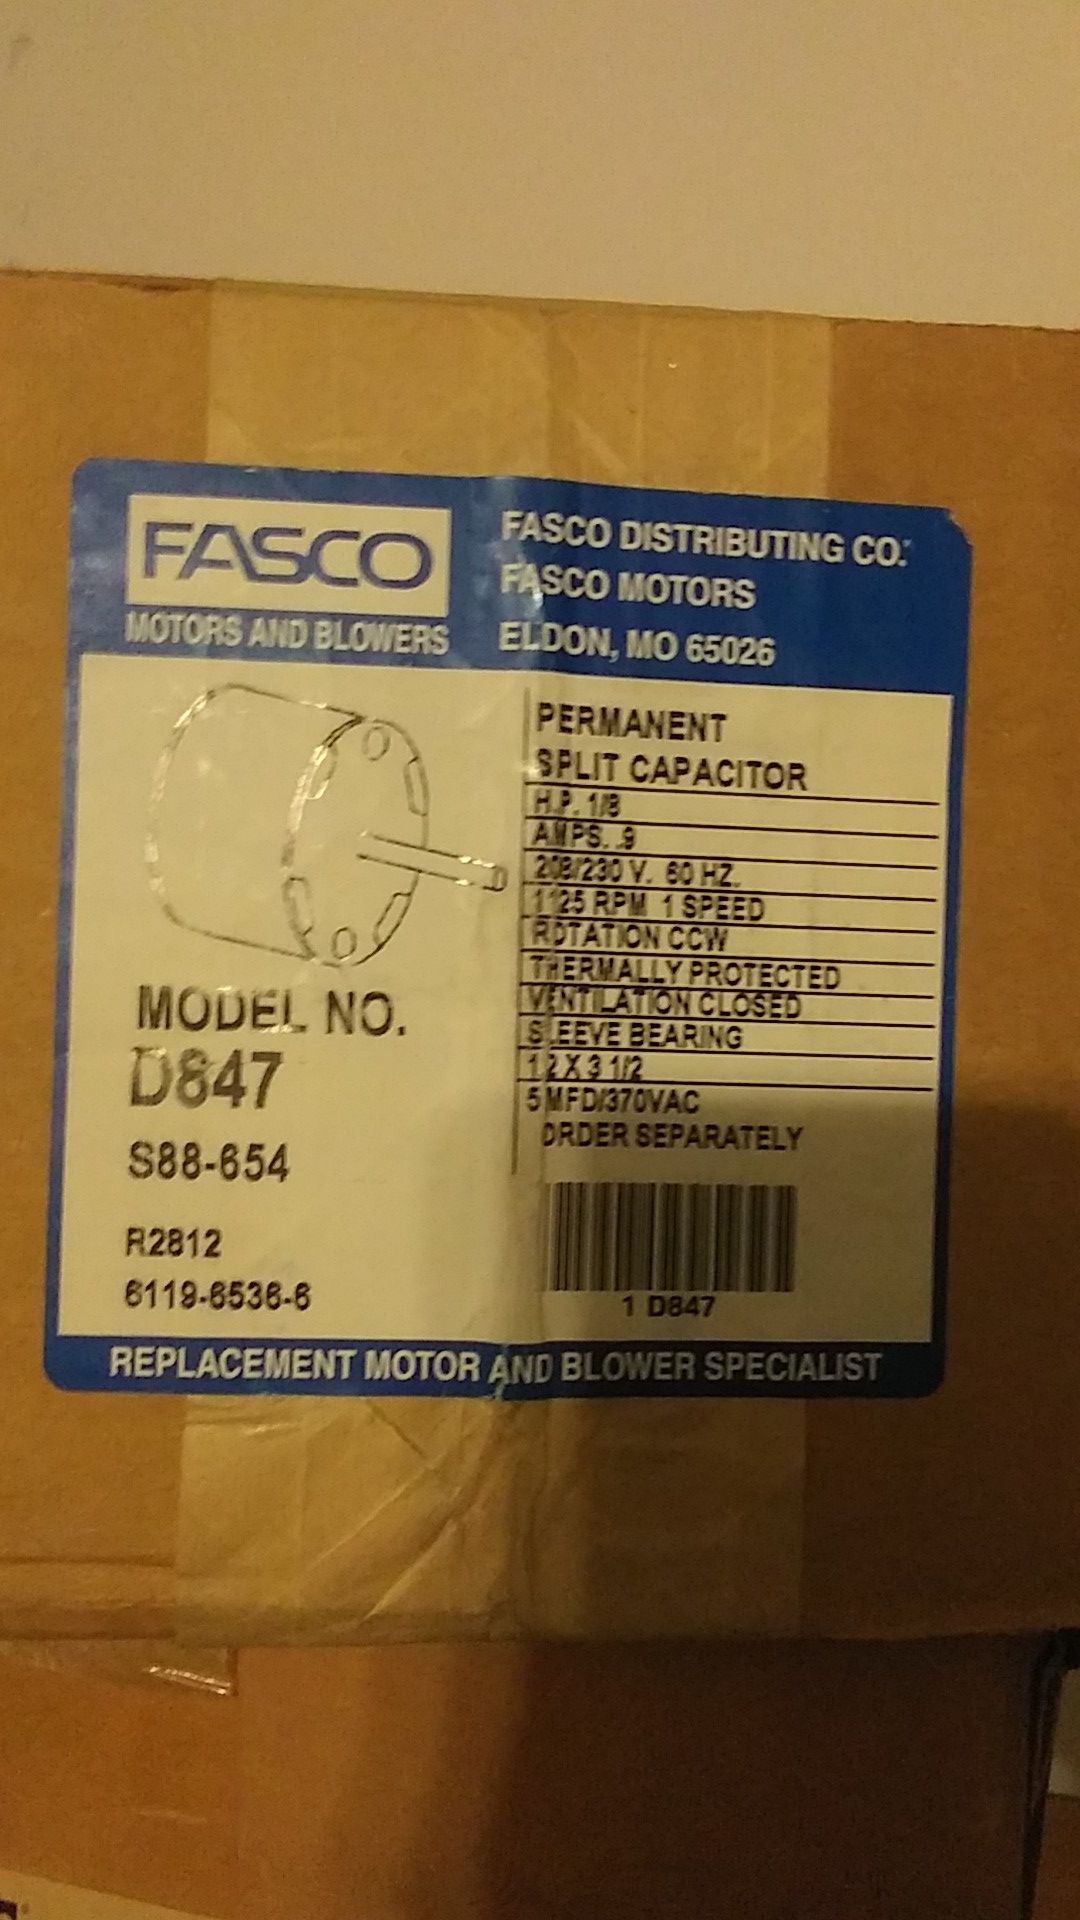 FASCO
MOTORS AND BLOWERS
FASCO DISTRIBUTING CO.
FASCO MOTORS
ELDON, MO 65026
PERMANENT
SPLIT CAPACITOR
H.P. 1/8
AMPS. .9
208/230 V. 60 HZ.
1125 RPM 1 SPEED
ROTATION CCW
THERMALLY PROTECTED
VENTILATION CLOSED
SLEEVE BEARING
1/2 X 3 1/2
5 MFD/370VAC
ORDER SEPARATELY
MODEL NO.
D847
S88-654
R2812
6119-6536-6
1 D847
REPLACEMENT MOTOR AND BLOWER SPECIALIST